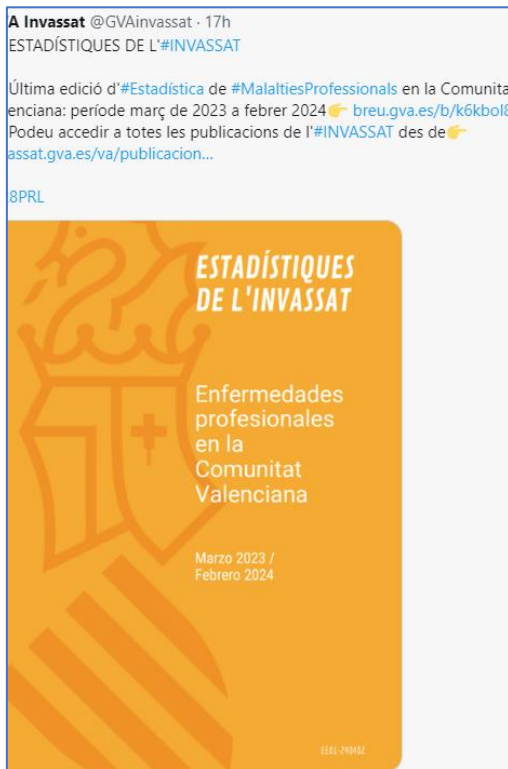 A Invassat @GVAinvassat · 17h
ESTADÍSTIQUES DE L'#INVASSAT
Última edició d'#Estadística de #MalaltiesProfessionals en la Comunita
enciana: període març de 2023 a febrer 2024👉 breu.gva.es/b/k6kbol8
Podeu accedir a totes les publicacions de l'#INVASSAT des de👉
assat.gva.es/va/publicacion...
8PRL
ESTADÍSTIQUES
DE L'INVASSAT
Enfermedades
profesionales
en la
Comunitat
Valenciana
Marzo 2023 /
Febrero 2024